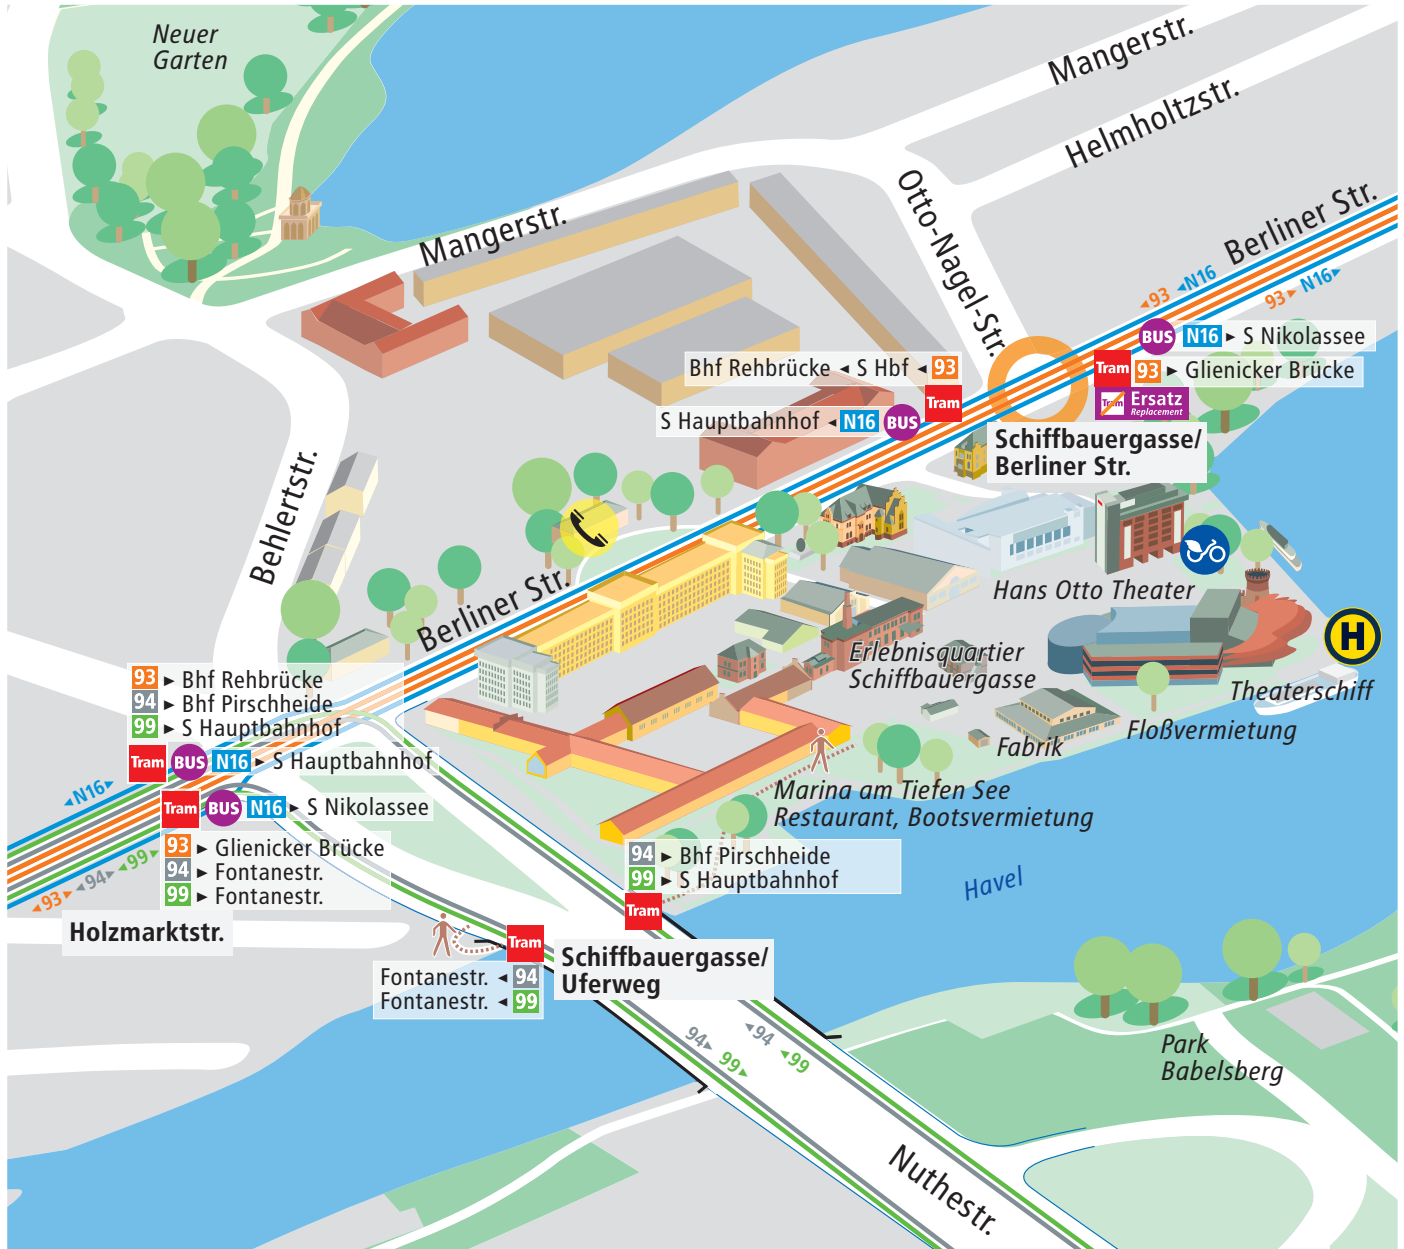 Neuer
Garten
Mangerstr.
Helmholtzstr.
Mangerstr.
Otto-Nagel-Str.
Berliner Str.
◄93 ◄N16
93► N16►
BUS N16 ► S Nikolassee
Tram 93 ► Glienicker Brücke
Tram Ersatz
Replacement
Bhf Rehbrücke ◄ S Hbf ◄ 93
Tram
S Hauptbahnhof ◄ N16 BUS
Schiffbauergasse/
Berliner Str.
Behlertstr.
Berliner Str.
Hans Otto Theater
H
Erlebnisquartier
Schiffbauergasse
Theaterschiff
Floßvermietung
Fabrik
Marina am Tiefen See
Restaurant, Bootsvermietung
93 ► Bhf Rehbrücke
94 ► Bhf Pirschheide
99 ► S Hauptbahnhof
Tram BUS N16 ► S Hauptbahnhof
◄N16►
Tram BUS N16 ► S Nikolassee
93 ► Glienicker Brücke
94 ► Fontanestr.
99 ► Fontanestr.
◄93► ◄94► ◄99►
Holzmarktstr.
94 ► Bhf Pirschheide
99 ► S Hauptbahnhof
Tram
Havel
Tram
Schiffbauergasse/
Uferweg
Fontanestr. ◄ 94
Fontanestr. ◄ 99
94► 99►
◄94 ◄99
Park
Babelsberg
Nuthestr.